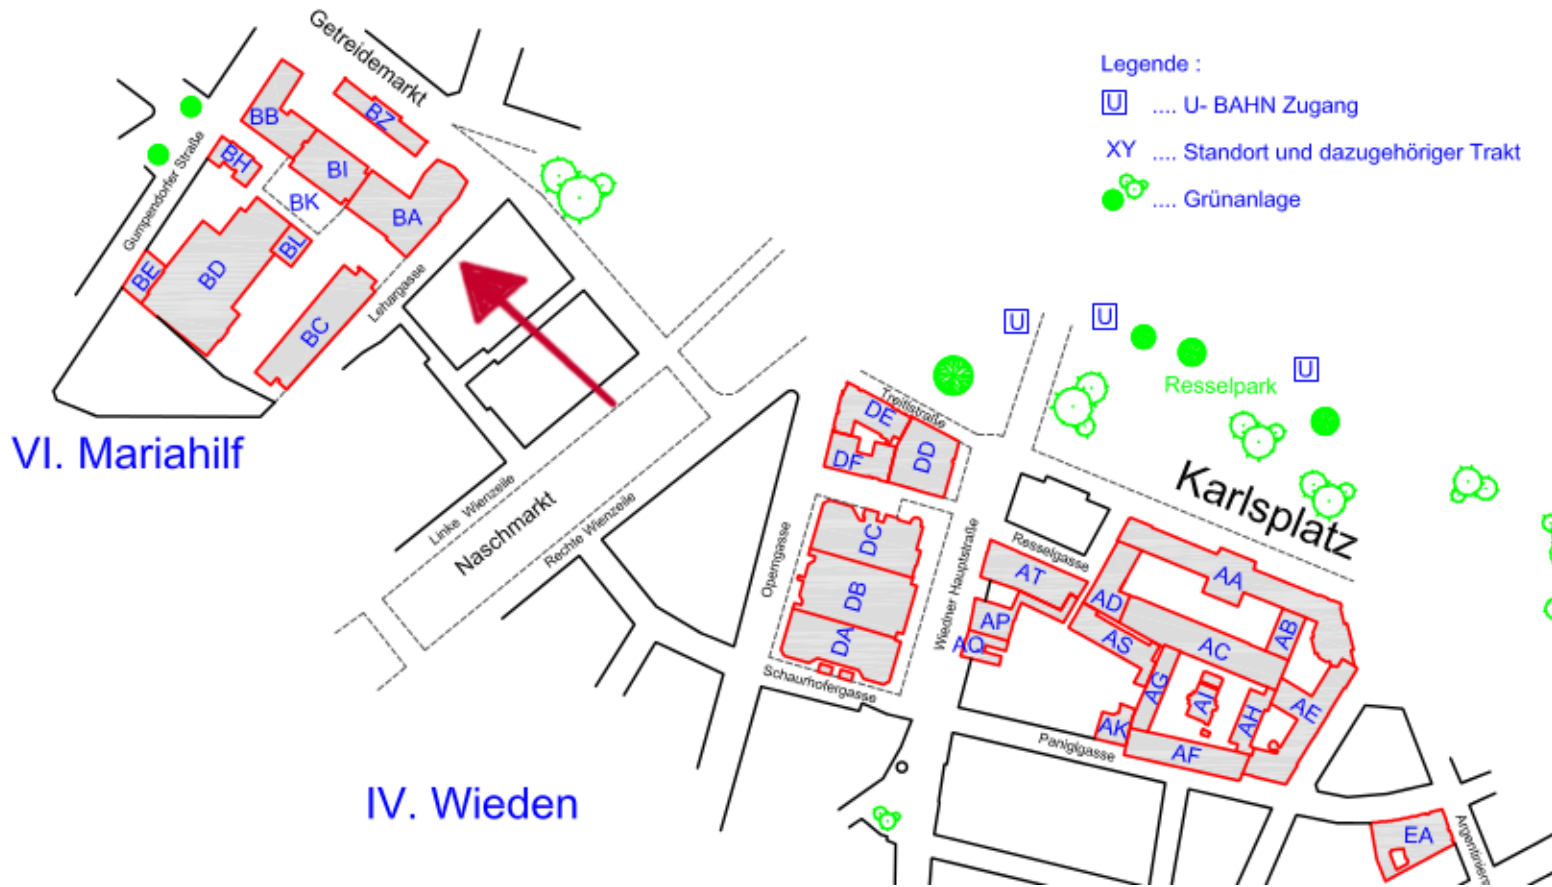 Getreidemarkt
Legende :
U .... U- BAHN Zugang
XY .... Standort und dazugehöriger Trakt
.... Grünanlage
BB
BZ
BH
BI
BK
BA
Gumpendorfer Straße
BL
BE
BD
BC
Lehargasse
VI. Mariahilf
U
U
U
Resselpark
Treitlstraße
DE
DD
DF
Karlsplatz
Linke Wienzeile
Naschmarkt
Rechte Wienzeile
Operngasse
DC
DB
DA
Wiedner Hauptstraße
Resselgasse
AT
AA
AD
AP
AQ
AS
AC
AB
AG
AI
AH
AE
AK
AF
Schaurhofergasse
Paniglgasse
IV. Wieden
EA